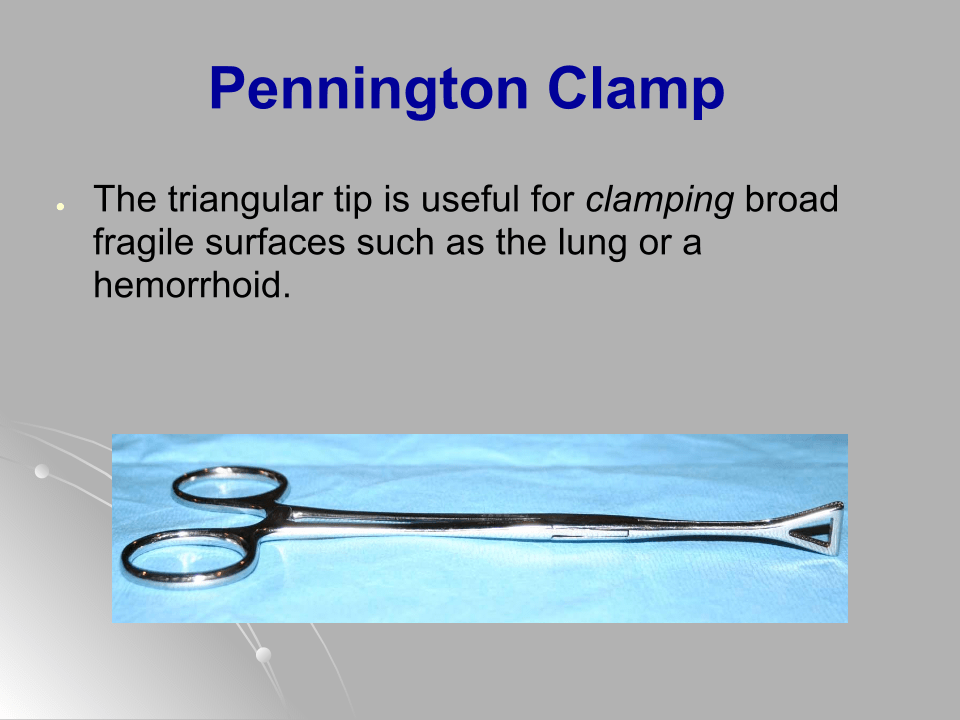 Pennington Clamp
The triangular tip is useful for clamping broad
fragile surfaces such as the lung or a
hemorrhoid.